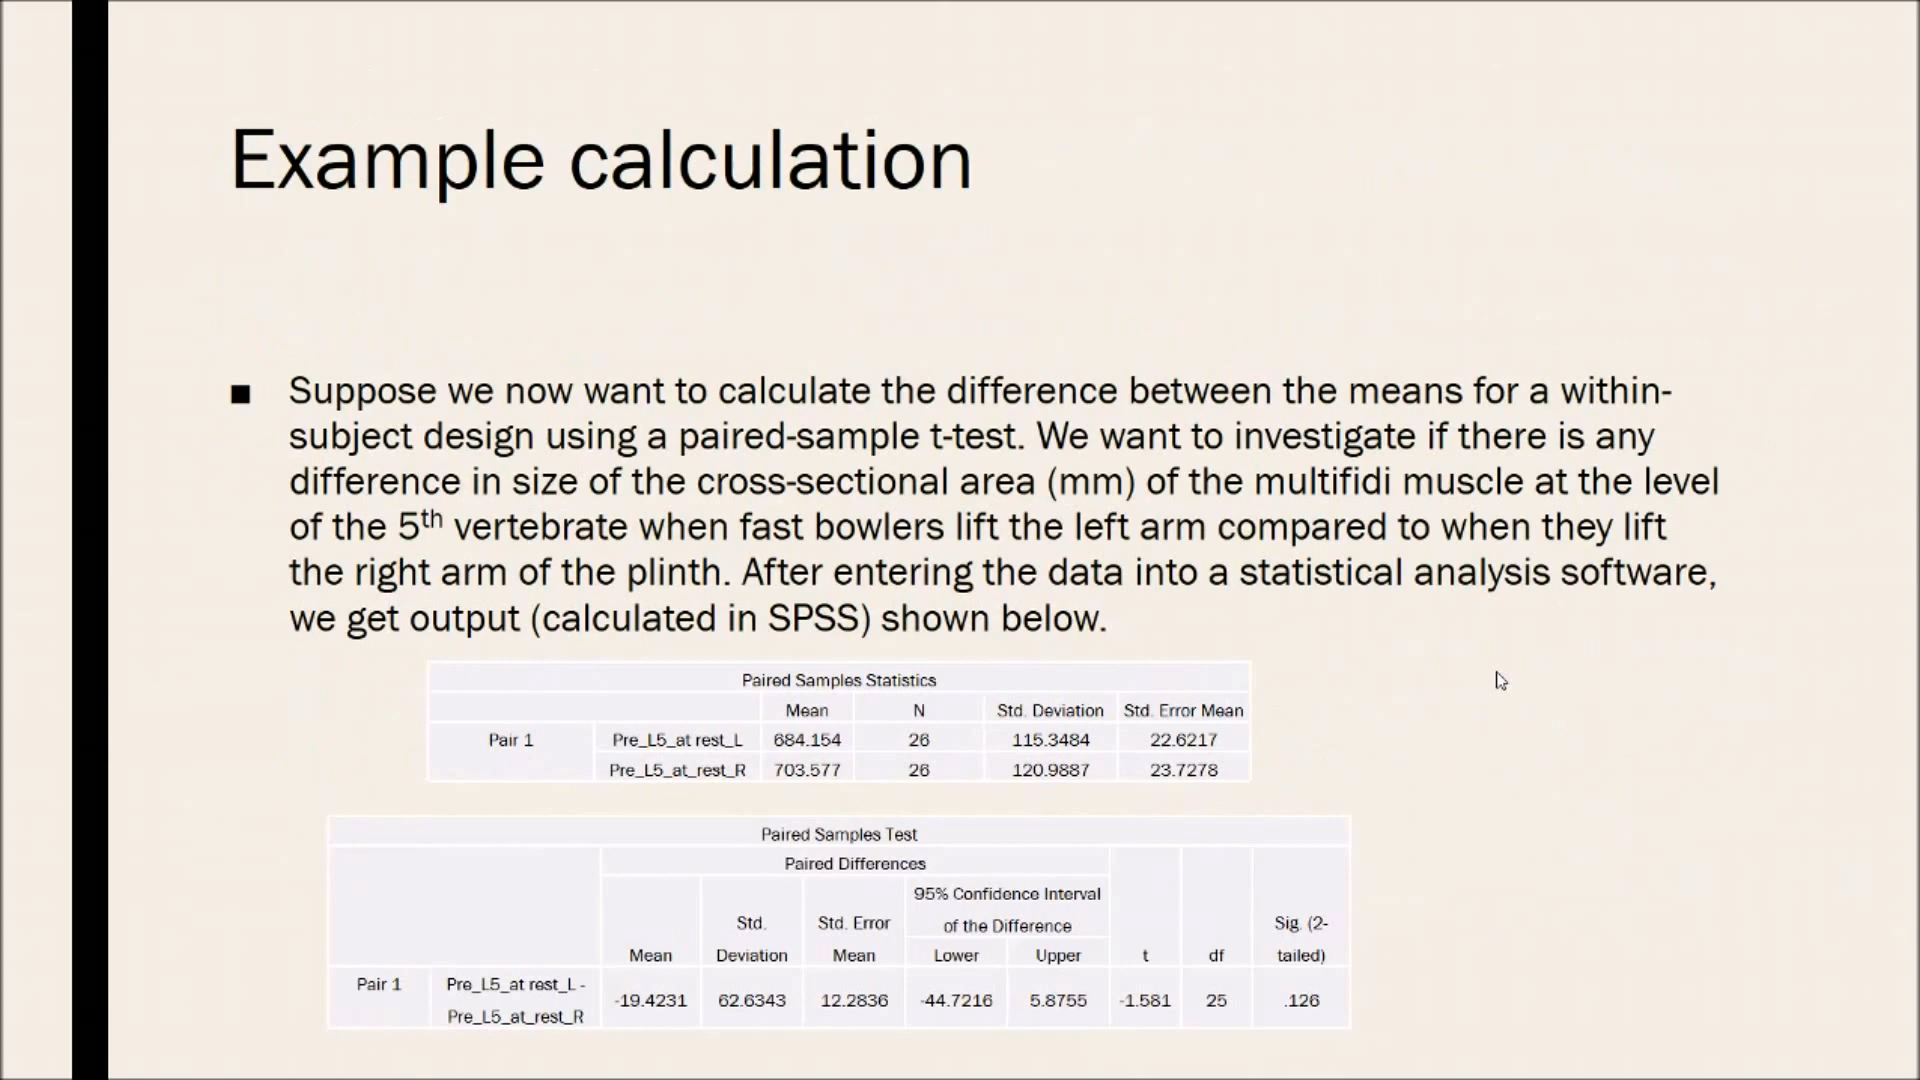 Example calculation
■ Suppose we now want to calculate the difference between the means for a within-
subject design using a paired-sample t-test. We want to investigate if there is any
difference in size of the cross-sectional area (mm) of the multifidi muscle at the level
of the 5th vertebrate when fast bowlers lift the left arm compared to when they lift
the right arm of the plinth. After entering the data into a statistical analysis software,
we get output (calculated in SPSS) shown below.
Paired Samples Statistics
Mean N Std. Deviation Std. Error Mean
Pair 1 Pre_L5_at rest_L 684.154 26 115.3484 22.6217
Pre_L5_at_rest_R 703.577 26 120.9887 23.7278
Paired Samples Test
Paired Differences
95% Confidence Interval
Std. Std. Error of the Difference Sig. (2-
Mean Deviation Mean Lower Upper t df tailed)
Pair 1 Pre_L5_at rest_L -
-19.4231 62.6343 12.2836 -44.7216 5.8755 -1.581 25 .126
Pre_L5_at_rest_R